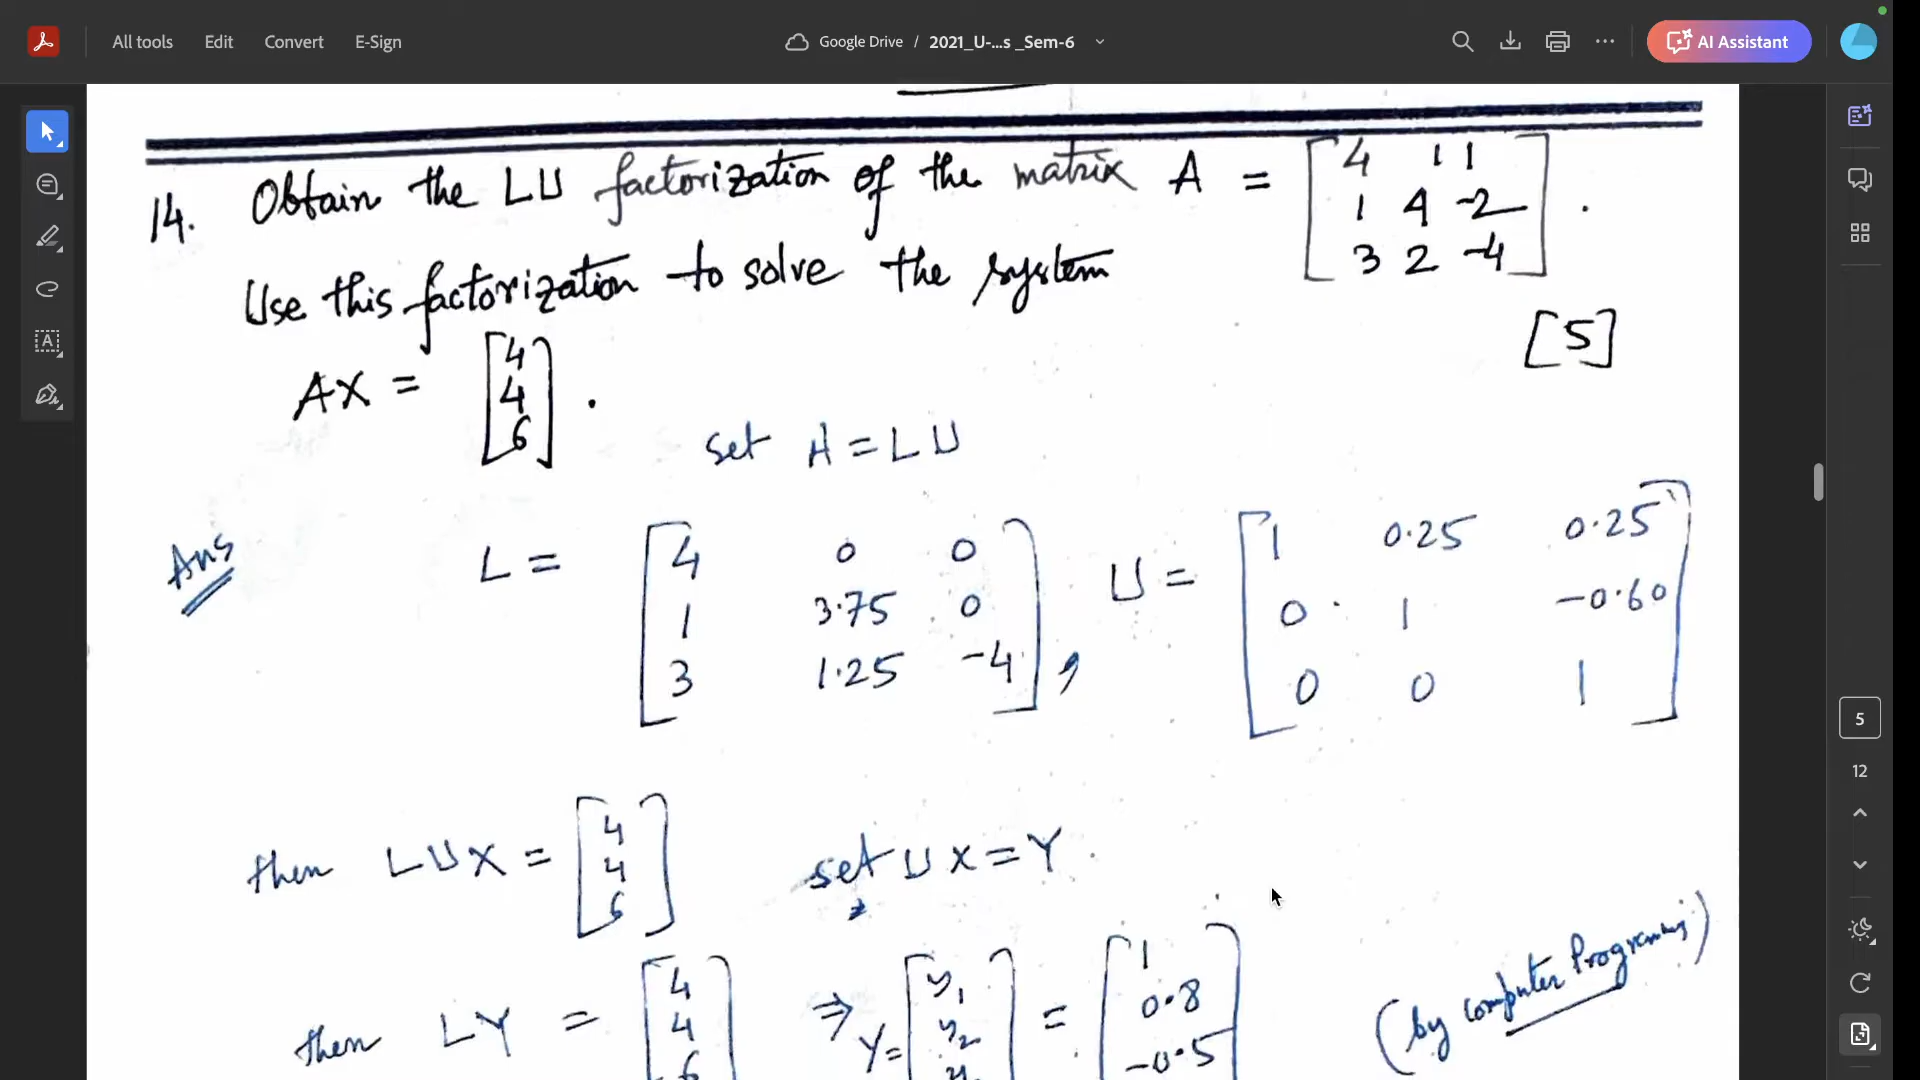 All tools Edit Convert E-Sign Google Drive / 2021_U-...s _Sem-6 AI Assistant
14. Obtain the LU factorization of the matrix A = [4 1 1
1 4 -2
3 2 -4].
Use this factorization to solve the system
[5]
AX = [4
4
6].
set A = LU
Ans
L = [4 0 0
1 3.75 0
3 1.25 -4],
U = [1 0.25 0.25
0 1 -0.60
0 0 1]
then LUX = [4
4
6]
set UX = Y.
then LY = [4
4
6
⇒ Y = [y1
y2
= [1
0.8
-0.5
(by computer Programing)
5
12